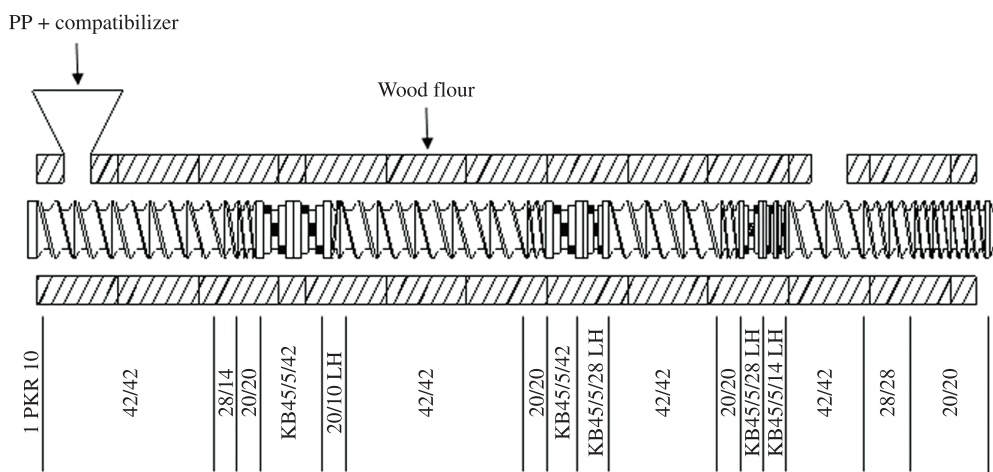 PP + compatibilizer
Wood flour
1 PKR 10
42/42
28/14
20/20
KB45/5/42
20/10 LH
42/42
20/20
KB45/5/42
KB45/5/28 LH
42/42
20/20
KB45/5/28 LH
KB45/5/14 LH
42/42
28/28
20/20